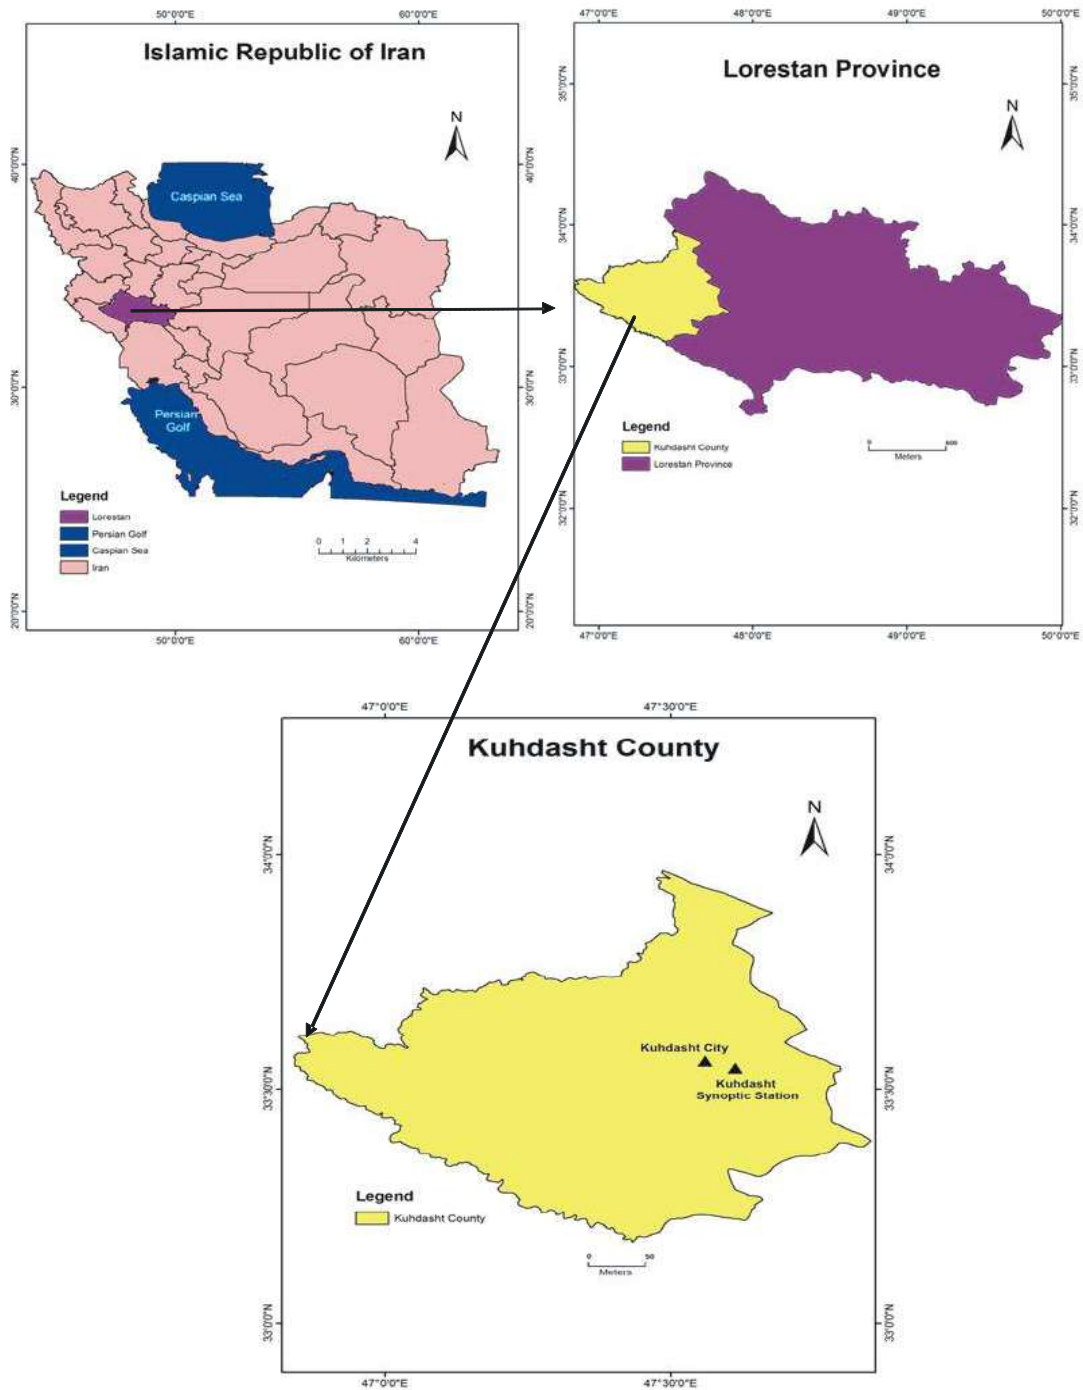 50°0'0"E
60°0'0"E
Islamic Republic of Iran
N
40°0'0"N
40°0'0"N
Caspian Sea
30°0'0"N
30°0'0"N
Persian
Golf
Legend
Lorestan
Persian Golf
Caspian Sea
Iran
0 1 2 4
Kilometers
20°0'0"N
20°0'0"N
50°0'0"E
60°0'0"E
47°0'0"E
48°0'0"E
49°0'0"E
50°0'0"E
Lorestan Province
35°0'0"N
35°0'0"N
N
34°0'0"N
34°0'0"N
33°0'0"N
33°0'0"N
Legend
Kuhdasht County
Lorestan Province
0 600
Meters
32°0'0"N
32°0'0"N
47°0'0"E
48°0'0"E
49°0'0"E
50°0'0"E
47°0'0"E
47°30'0"E
Kuhdasht County
N
34°0'0"N
34°0'0"N
Kuhdasht City
Kuhdasht
Synoptic Station
33°30'0"N
33°30'0"N
Legend
Kuhdasht County
0 50
Meters
33°0'0"N
33°0'0"N
47°0'0"E
47°30'0"E